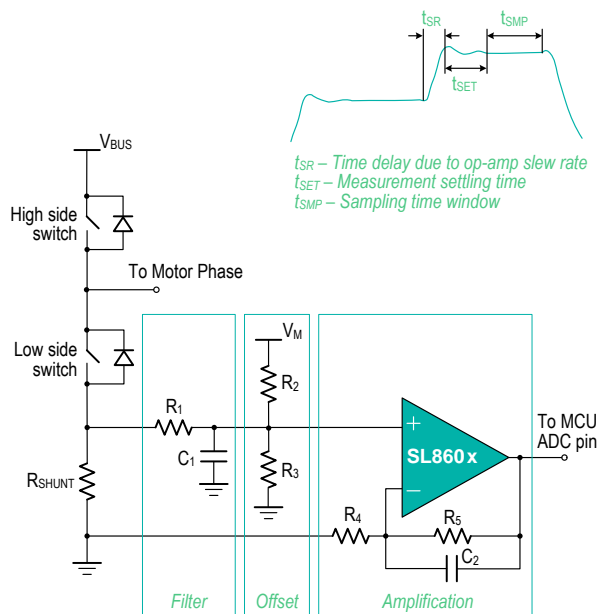 tSR
tSMP
tSET
tSR – Time delay due to op-amp slew rate
tSET – Measurement settling time
tSMP – Sampling time window
VBUS
High side
switch
To Motor Phase
Low side
switch
VM
R1
R2
C1
R3
RSHUNT
+
SL860x
−
To MCU
ADC pin
R4
R5
C2
Filter
Offset
Amplification